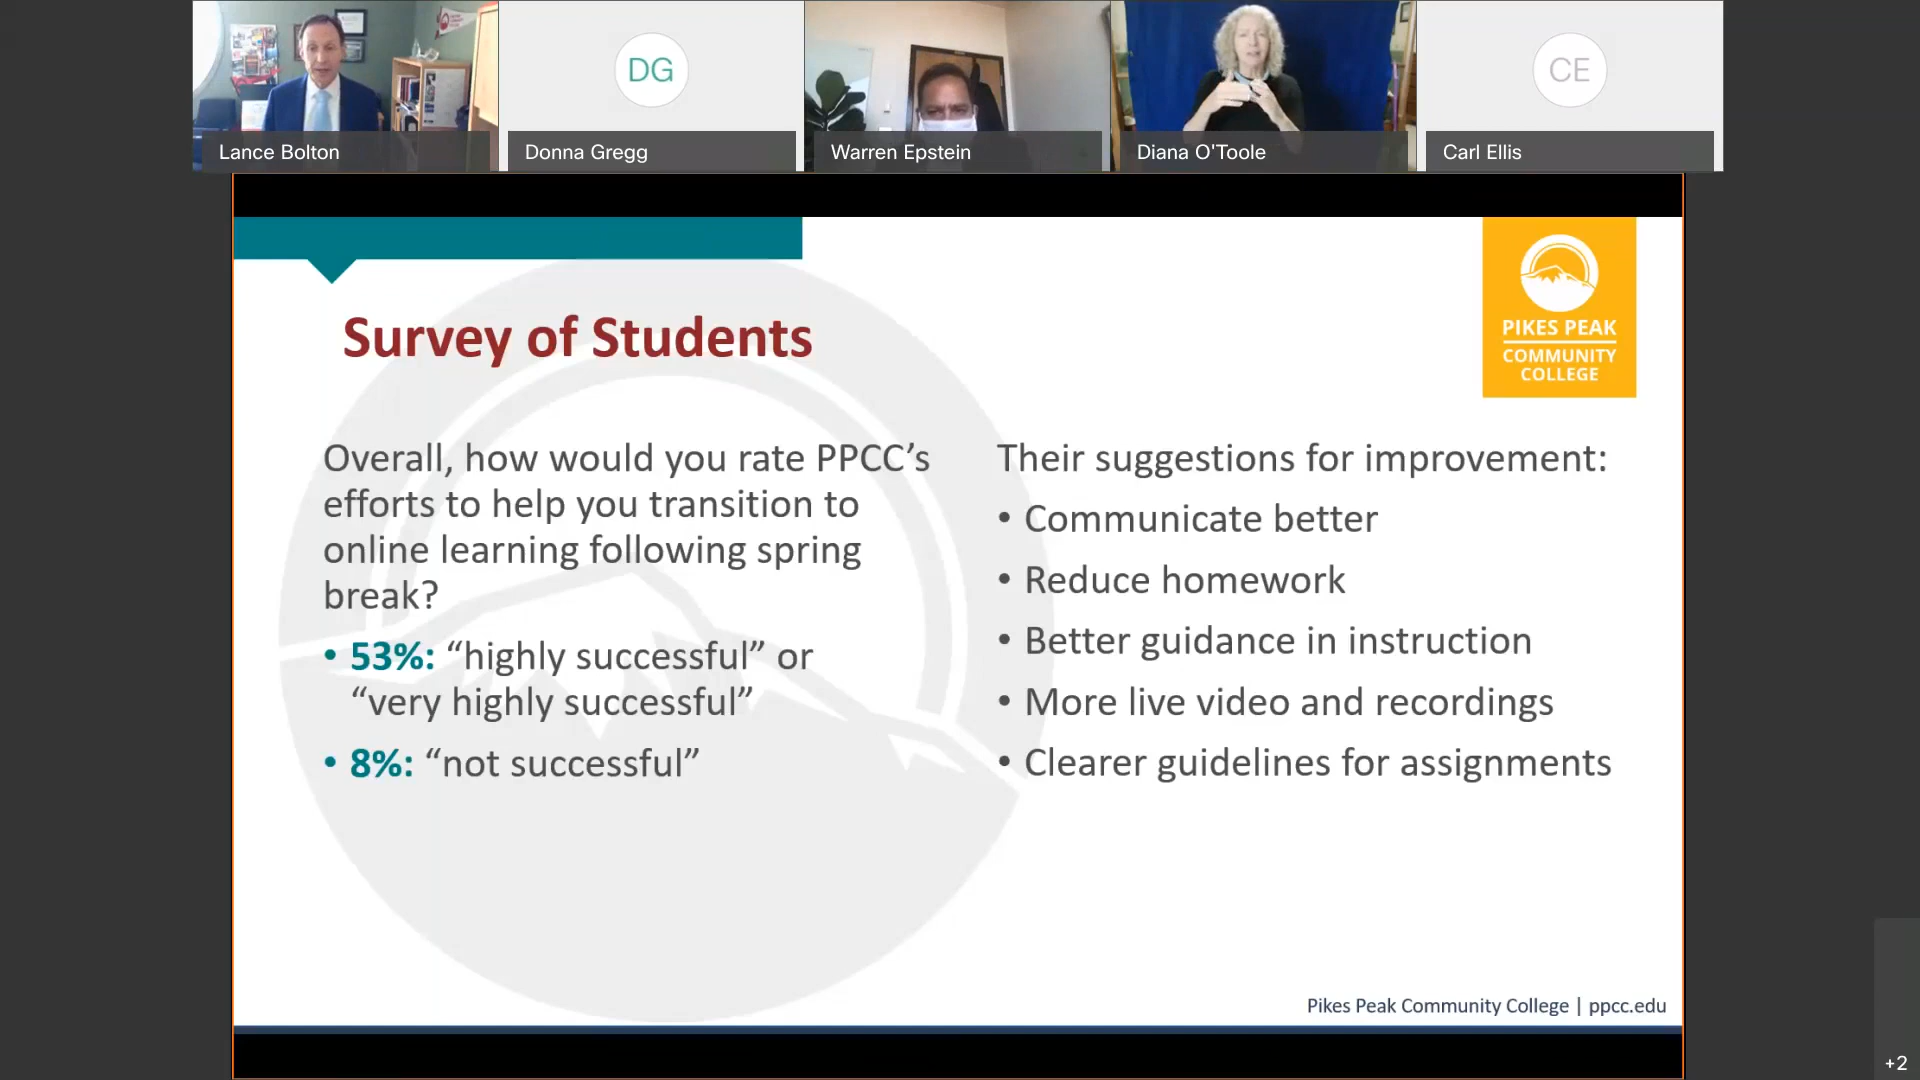 DG
CE
Lance Bolton
Donna Gregg
Warren Epstein
Diana O'Toole
Carl Ellis
PIKES PEAK
COMMUNITY
COLLEGE
Survey of Students
Overall, how would you rate PPCC’s
efforts to help you transition to
online learning following spring
break?
• 53%: “highly successful” or
“very highly successful”
• 8%: “not successful”
Their suggestions for improvement:
• Communicate better
• Reduce homework
• Better guidance in instruction
• More live video and recordings
• Clearer guidelines for assignments
Pikes Peak Community College | ppcc.edu
+2